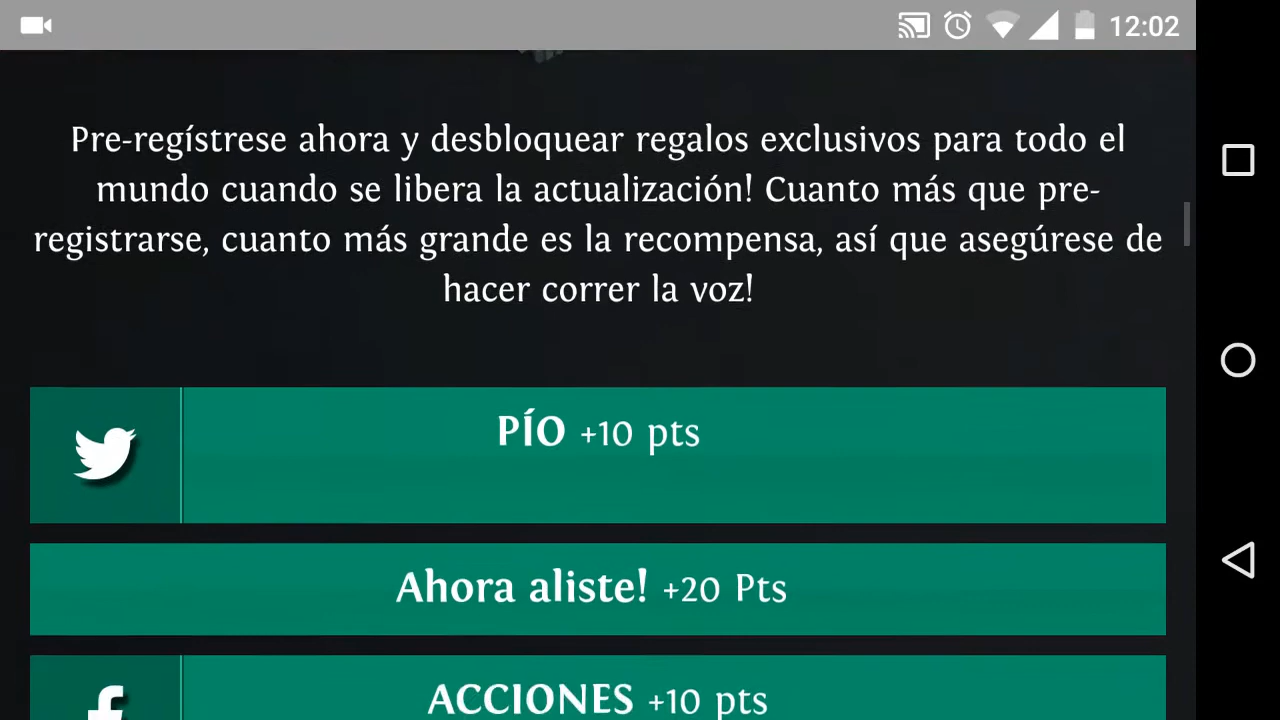 12:02
Pre-regístrese ahora y desbloquear regalos exclusivos para todo el
mundo cuando se libera la actualización! Cuanto más que pre-
registrarse, cuanto más grande es la recompensa, así que asegúrese de
hacer correr la voz!
PÍO +10 pts
Ahora aliste! +20 Pts
ACCIONES +10 pts